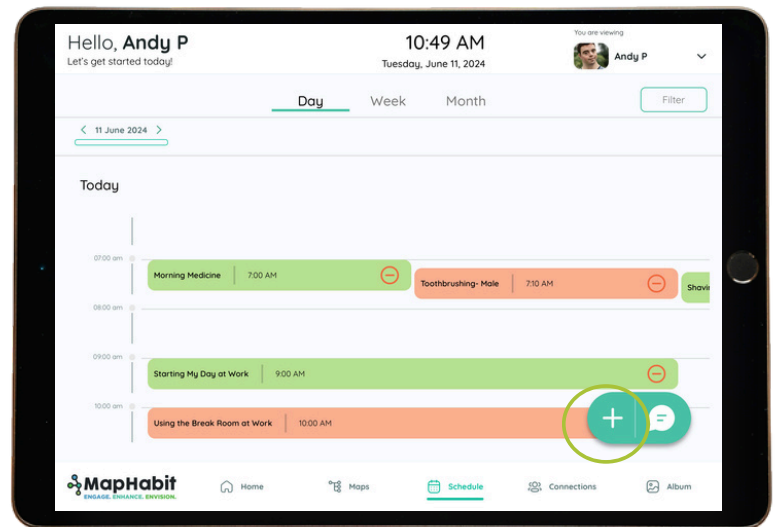 Hello, Andy P
Let's get started today!
10:49 AM
Tuesday, June 11, 2024
You are viewing
Andy P
Day Week Month
Filter
11 June 2024
Today
07:00 am
Morning Medicine 7:00 AM
Toothbrushing- Male 7:10 AM
Shavi
08:00 am
09:00 am
Starting My Day at Work 9:00 AM
10:00 am
Using the Break Room at Work 10:00 AM
MapHabit
ENGAGE. ENHANCE. ENVISION.
Home
Maps
Schedule
Connections
Album